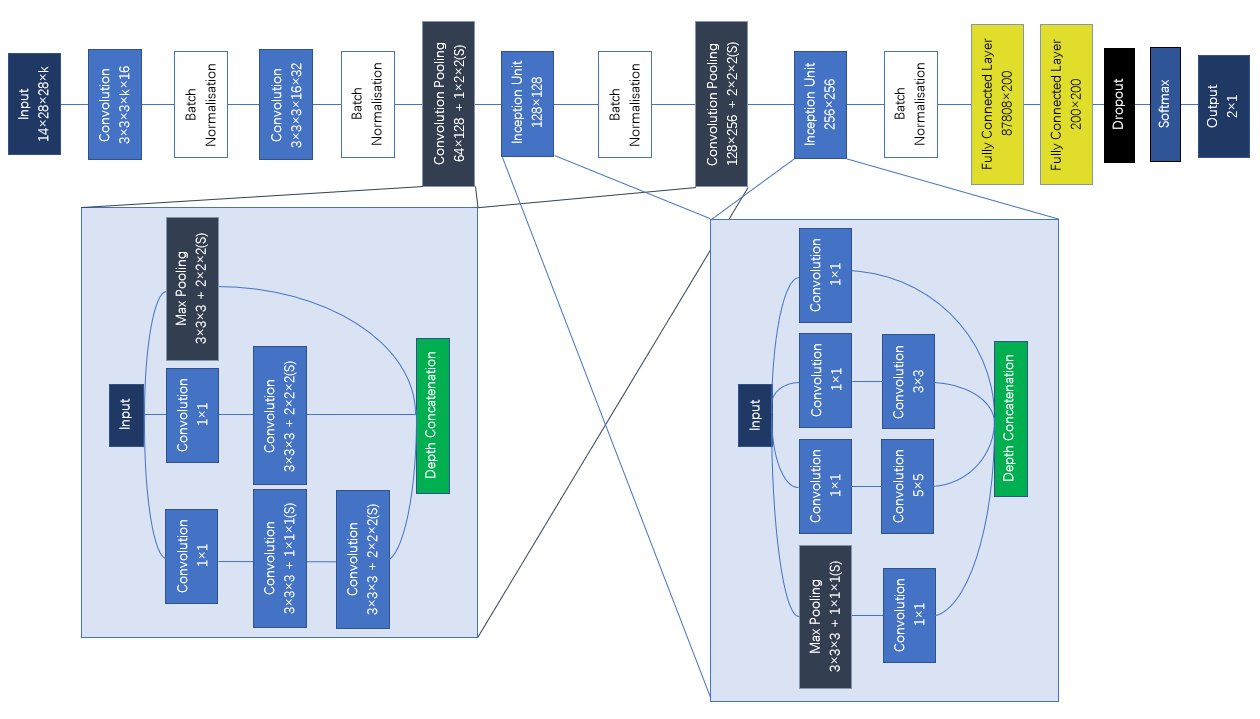 Input
14×28×28×k
Convolution
3×3×3×k×16
Batch
Normalisation
Convolution
3×3×3×16×32
Batch
Normalisation
Convolution Pooling
64×128 + 1×2×2(S)
Inception Unit
128×128
Batch
Normalisation
Convolution Pooling
128×256 + 2×2×2(S)
Inception Unit
256×256
Batch
Normalisation
Fully Connected Layer
87808×200
Fully Connected Layer
200×200
Dropout
Softmax
Output
2×1
Input
Max Pooling
3×3×3 + 2×2×2(S)
Convolution
1×1
Convolution
3×3×3 + 2×2×2(S)
Convolution
1×1
Convolution
3×3×3 + 1×1×1(S)
Convolution
3×3×3 + 2×2×2(S)
Depth Concatenation
Input
Convolution
1×1
Convolution
1×1
Convolution
3×3
Convolution
1×1
Convolution
5×5
Max Pooling
3×3×3 + 1×1×1(S)
Convolution
1×1
Depth Concatenation